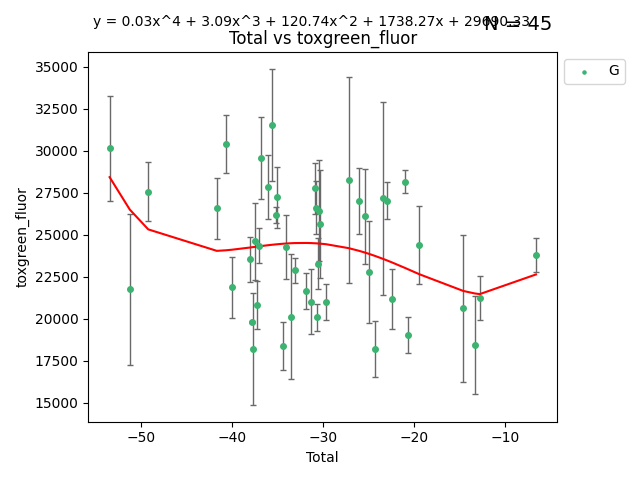 y = 0.03x^4 + 3.09x^3 + 120.74x^2 + 1738.27x + 29690.33
N = 45
Total vs toxgreen_fluor
G
35000
32500
30000
27500
25000
22500
20000
17500
15000
toxgreen_fluor
−50 −40 −30 −20 −10
Total